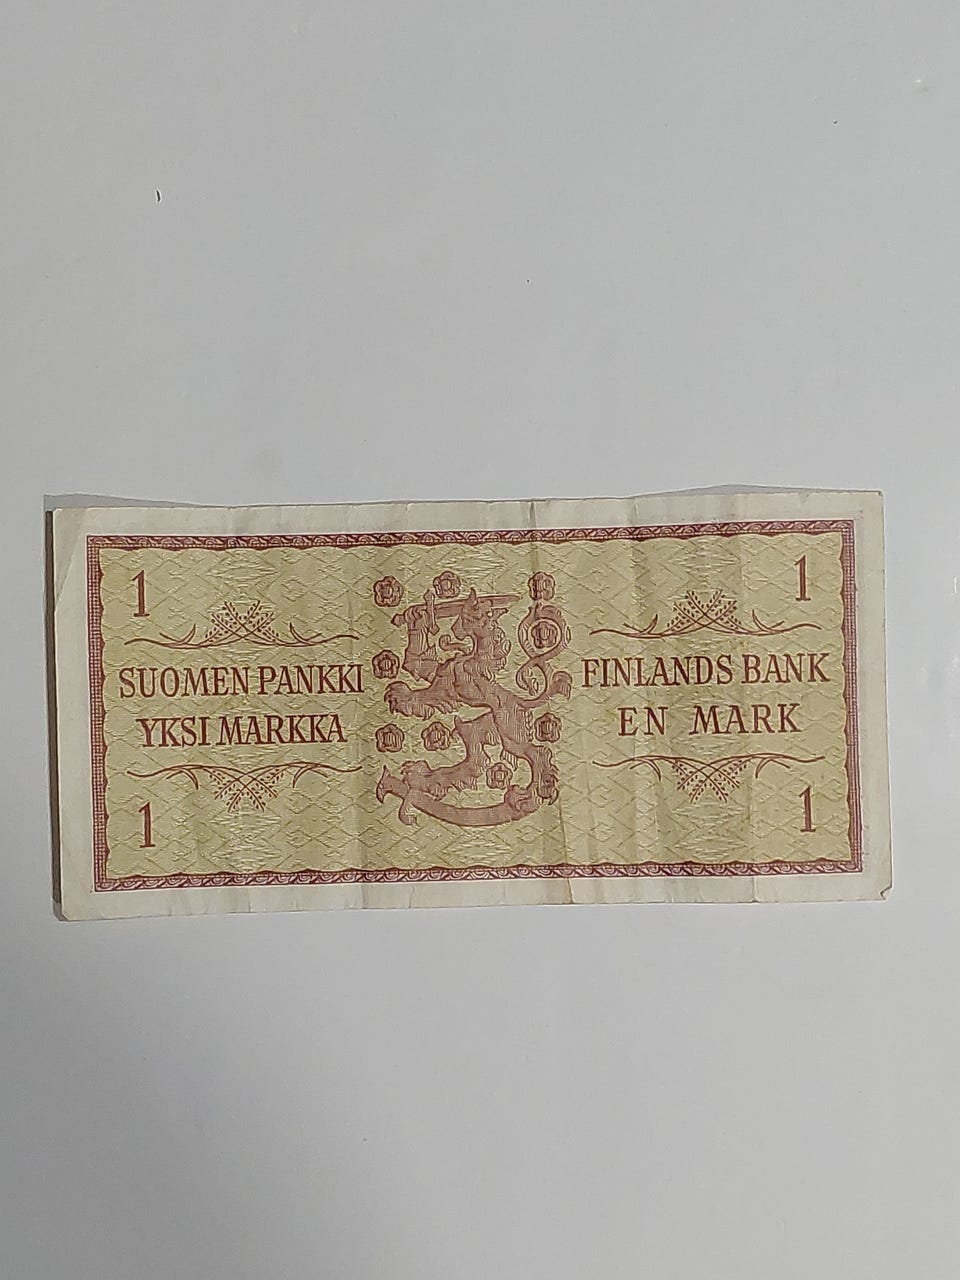 1
1
SUOMEN PANKKI
YKSI MARKKA
FINLANDS BANK
EN MARK
1
1